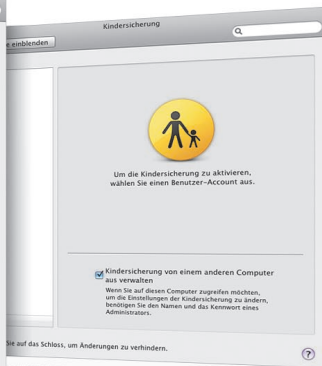 Kindersicherung
einblenden
Um die Kindersicherung zu aktivieren,
wählen Sie einen Benutzer-Account aus.
Kindersicherung von einem anderen Computer
aus verwalten
Wenn Sie auf diesen Computer zugreifen möchten,
um die Einstellungen der Kindersicherung zu ändern,
benötigen Sie den Namen und das Kennwort eines
Administrators.
Sie auf das Schloss, um Änderungen zu verhindern.
?